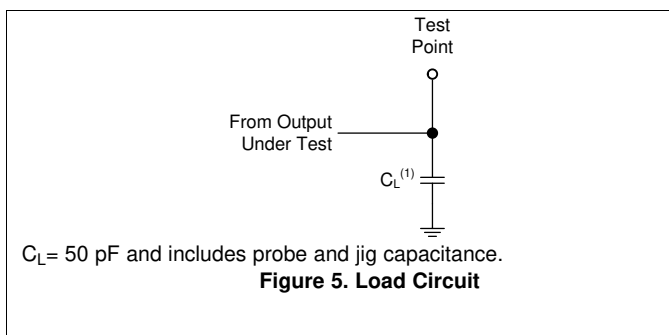 Test
Point
From Output
Under Test
CL(1)
CL= 50 pF and includes probe and jig capacitance.
Figure 5. Load Circuit